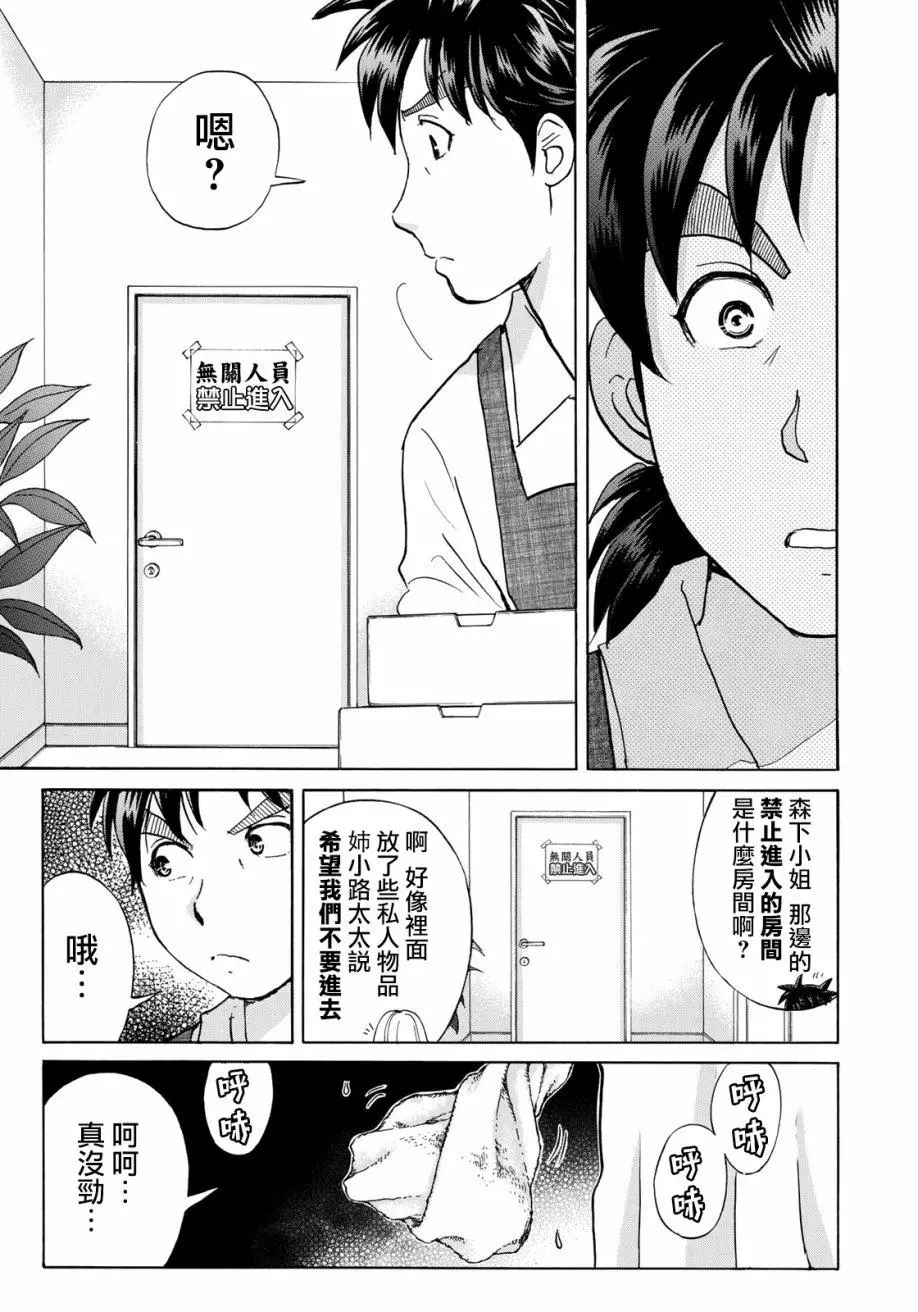 嗯?
無關人員
禁止進入
森下小姐 那邊的
禁止進入的房間
是什麼房間啊?
無關人員
禁止進入
啊 好像裡面
放了些私人物品
姉小路太太說
希望我們不要進去
哦…
呼哧
呼哧
呼哧
呵呵…
真沒勁…